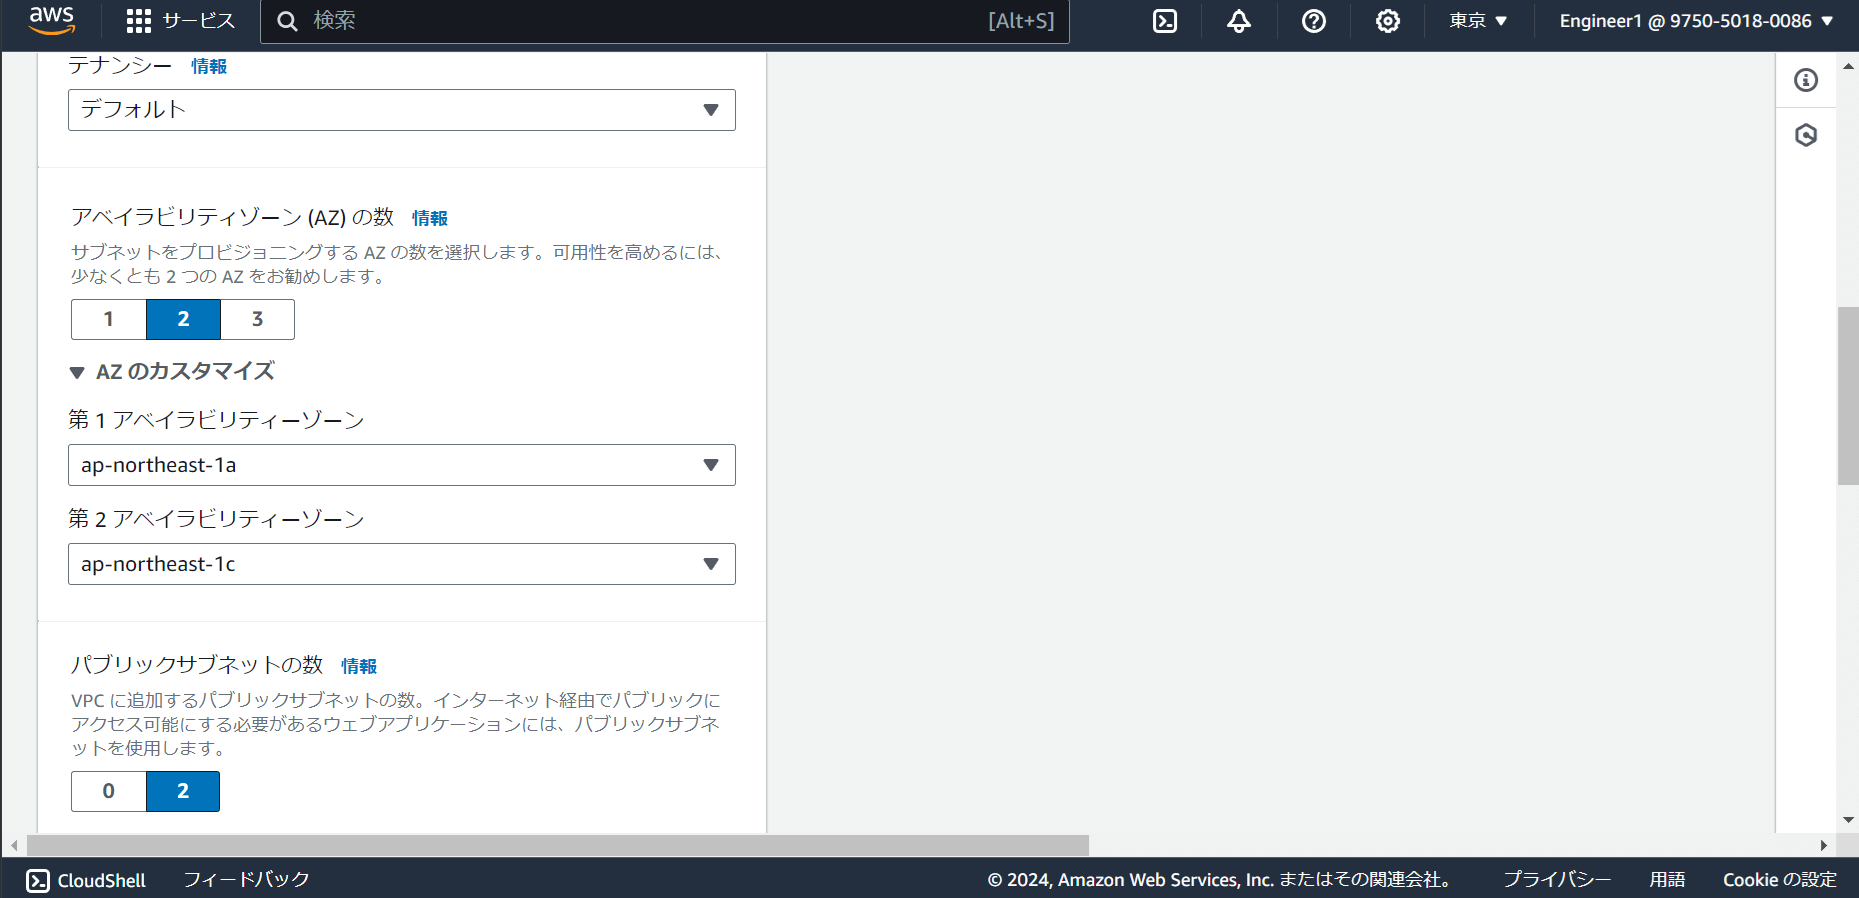 aws
サービス
検索
[Alt+S]
東京 ▼
Engineer1 @ 9750-5018-0086 ▼
テナンシー 情報
デフォルト
アベイラビリティゾーン (AZ) の数 情報
サブネットをプロビジョニングする AZ の数を選択します。可用性を高めるには、
少なくとも 2 つの AZ をお勧めします。
1 2 3
▼ AZ のカスタマイズ
第 1 アベイラビリティーゾーン
ap-northeast-1a
第 2 アベイラビリティーゾーン
ap-northeast-1c
パブリックサブネットの数 情報
VPC に追加するパブリックサブネットの数。インターネット経由でパブリックに
アクセス可能にする必要があるウェブアプリケーションには、パブリックサブネ
ットを使用します。
0 2
CloudShell
フィードバック
© 2024, Amazon Web Services, Inc. またはその関連会社。
プライバシー
用語
Cookie の設定